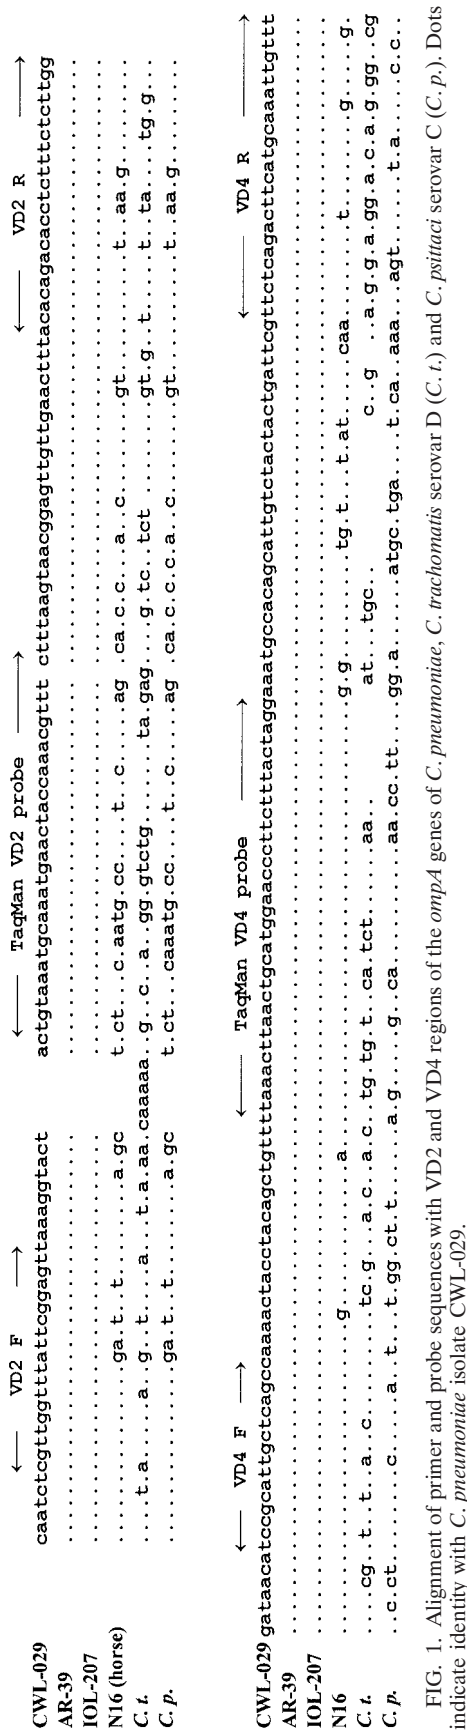 ← VD2 F → ← TaqMan VD2 probe → ← VD2 R →
CWL-029 caatctcgttggtttattcggagttaaaggtact actgtaaatgcaaatgaactaccaaacgttt ctttaagtaacggagttgttgaactttacacagacacctctttctcttgg
AR-39
IOL-207
N16 (horse)
C. t.
C. p.
← VD4 F → ← TaqMan VD4 probe → ← VD4 R →
CWL-029 gataacatccgcattgctcagccaaaactacctacagctgttttaaacttaactgcatggaacccttctttactaggaaatgccacagcattgtctactactgattcgttctcagacttcatgcaaattgttt
AR-39
IOL-207
N16
C. t.
C. p.
FIG. 1. Alignment of primer and probe sequences with VD2 and VD4 regions of the ompA genes of C. pneumoniae, C. trachomatis serovar D (C. t.) and C. psittaci serovar C (C. p.). Dots
indicate identity with C. pneumoniae isolate CWL-029.